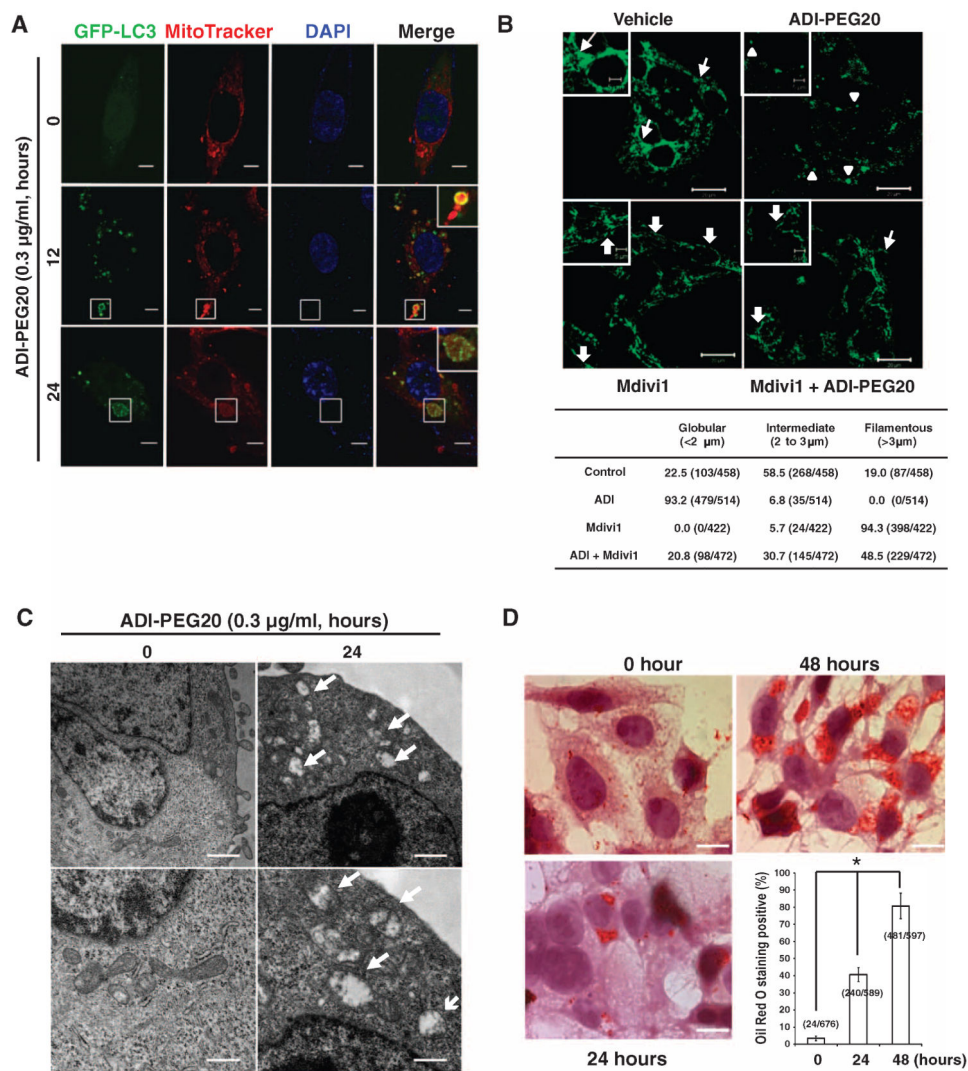 A
GFP-LC3 MitoTracker DAPI Merge
ADI-PEG20 (0.3 µg/ml, hours)
0
12
24
B
Vehicle ADI-PEG20
Mdivi1 Mdivi1 + ADI-PEG20
Globular Intermediate Filamentous
(<2 µm) (2 to 3µm) (>3µm)
Control 22.5 (103/458) 58.5 (268/458) 19.0 (87/458)
ADI 93.2 (479/514) 6.8 (35/514) 0.0 (0/514)
Mdivi1 0.0 (0/422) 5.7 (24/422) 94.3 (398/422)
ADI + Mdivi1 20.8 (98/472) 30.7 (145/472) 48.5 (229/472)
C
ADI-PEG20 (0.3 µg/ml, hours)
0 24
D
0 hour 48 hours
24 hours
Oil Red O staining positive (%)
100
90
80
70
60
50
40
30
20
10
0
*
(24/676)
(240/589)
(481/597)
0 24 48 (hours)